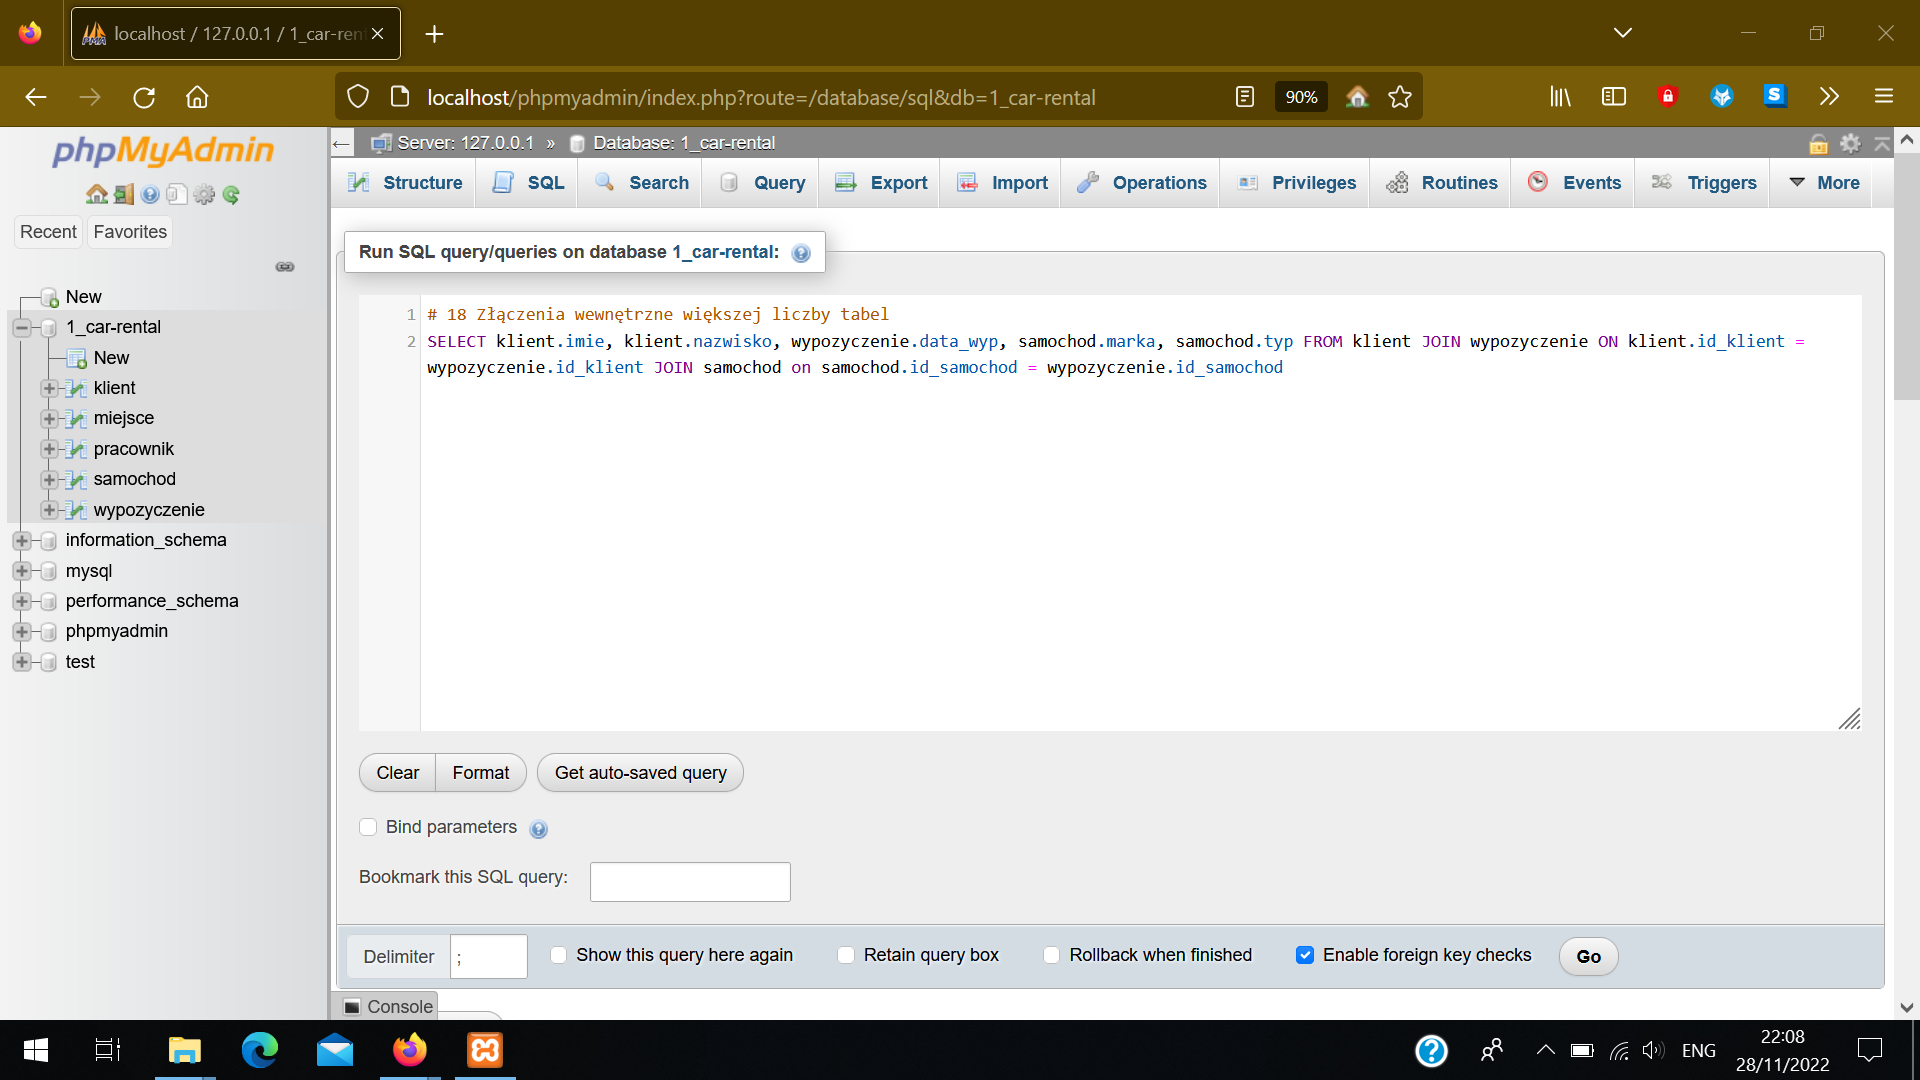 localhost / 127.0.0.1 / 1_car-ren
localhost/phpmyadmin/index.php?route=/database/sql&db=1_car-rental
90%
phpMyAdmin
Recent
Favorites
New
1_car-rental
New
klient
miejsce
pracownik
samochod
wypozyczenie
information_schema
mysql
performance_schema
phpmyadmin
test
Server: 127.0.0.1 » Database: 1_car-rental
Structure
SQL
Search
Query
Export
Import
Operations
Privileges
Routines
Events
Triggers
More
Run SQL query/queries on database 1_car-rental:
1 # 18 Złączenia wewnętrzne większej liczby tabel
2 SELECT klient.imie, klient.nazwisko, wypozyczenie.data_wyp, samochod.marka, samochod.typ FROM klient JOIN wypozyczenie ON klient.id_klient =
wypozyczenie.id_klient JOIN samochod on samochod.id_samochod = wypozyczenie.id_samochod
Clear
Format
Get auto-saved query
Bind parameters
Bookmark this SQL query:
Delimiter ;
Show this query here again
Retain query box
Rollback when finished
Enable foreign key checks
Go
Console
ENG
22:08
28/11/2022